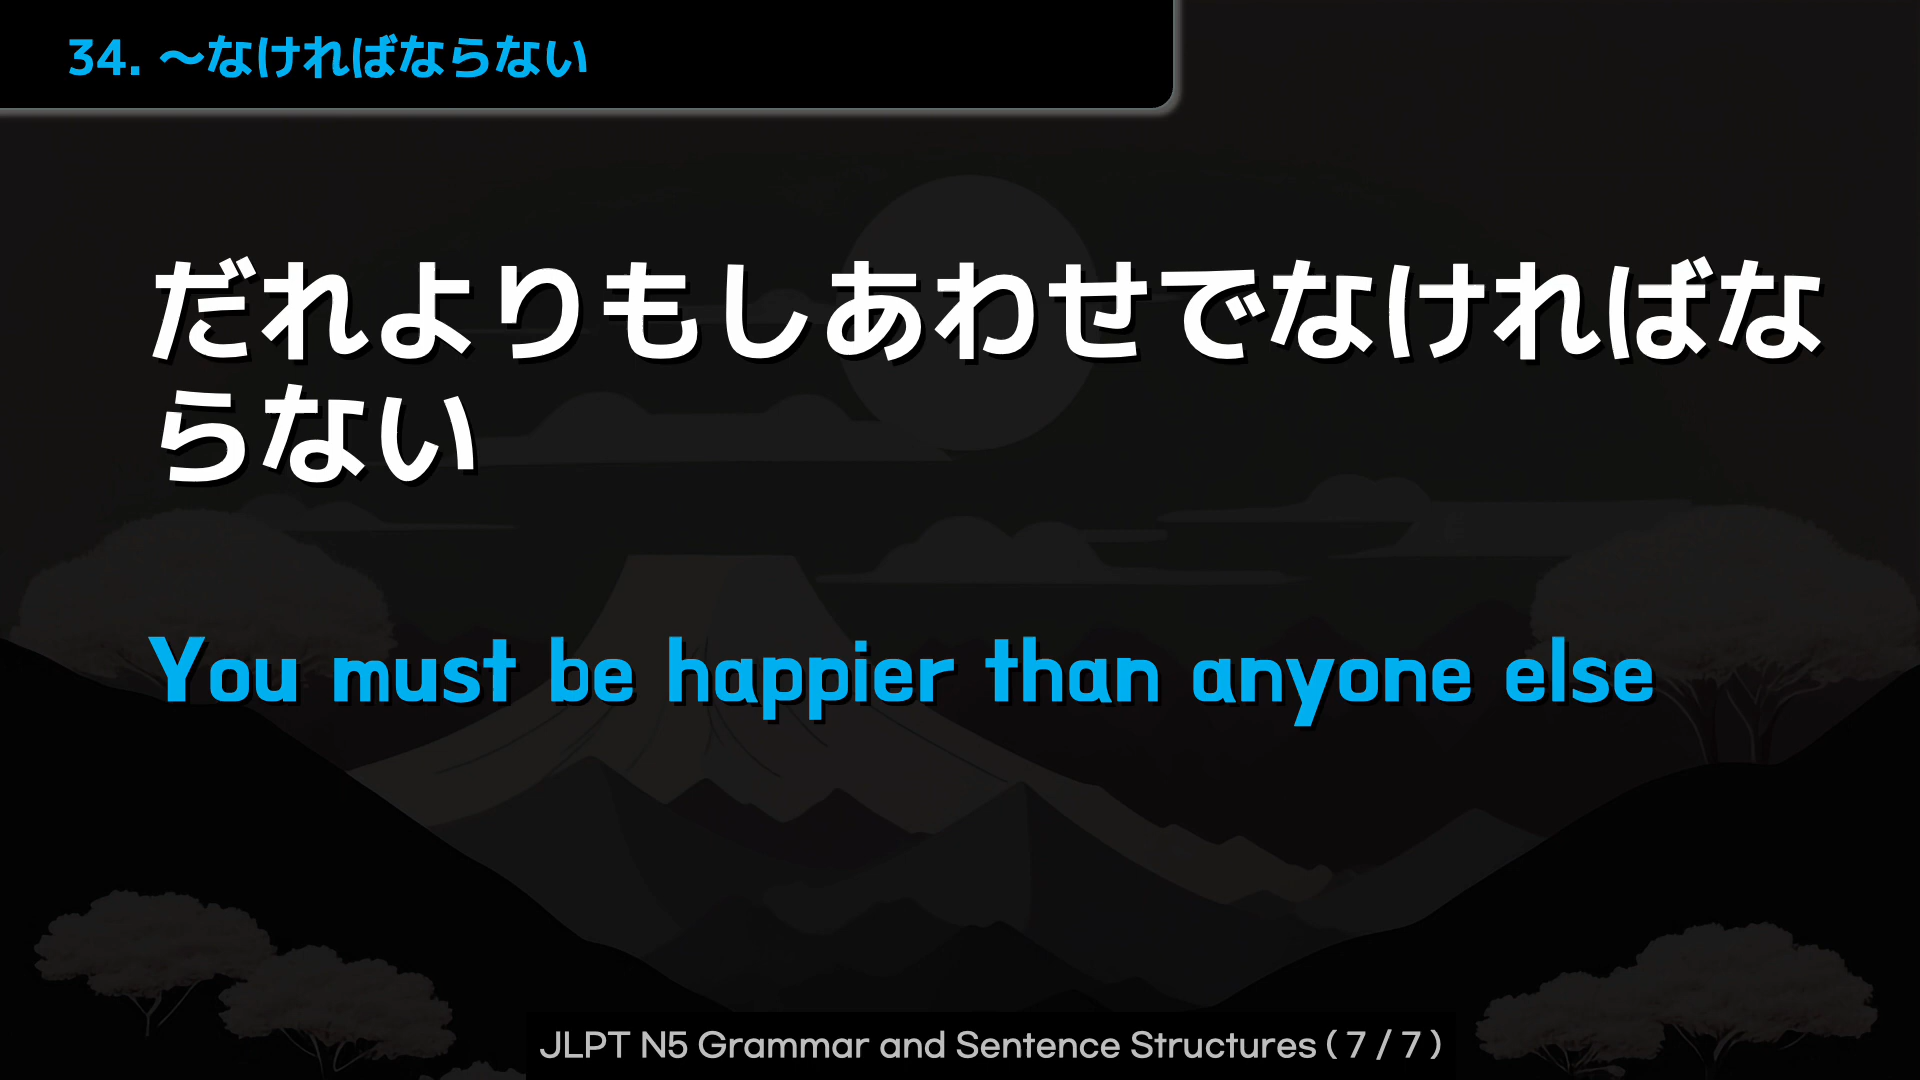 34. ～なければならない
だれよりもしあわせでなければな
らない
You must be happier than anyone else
JLPT N5 Grammar and Sentence Structures ( 7 / 7 )